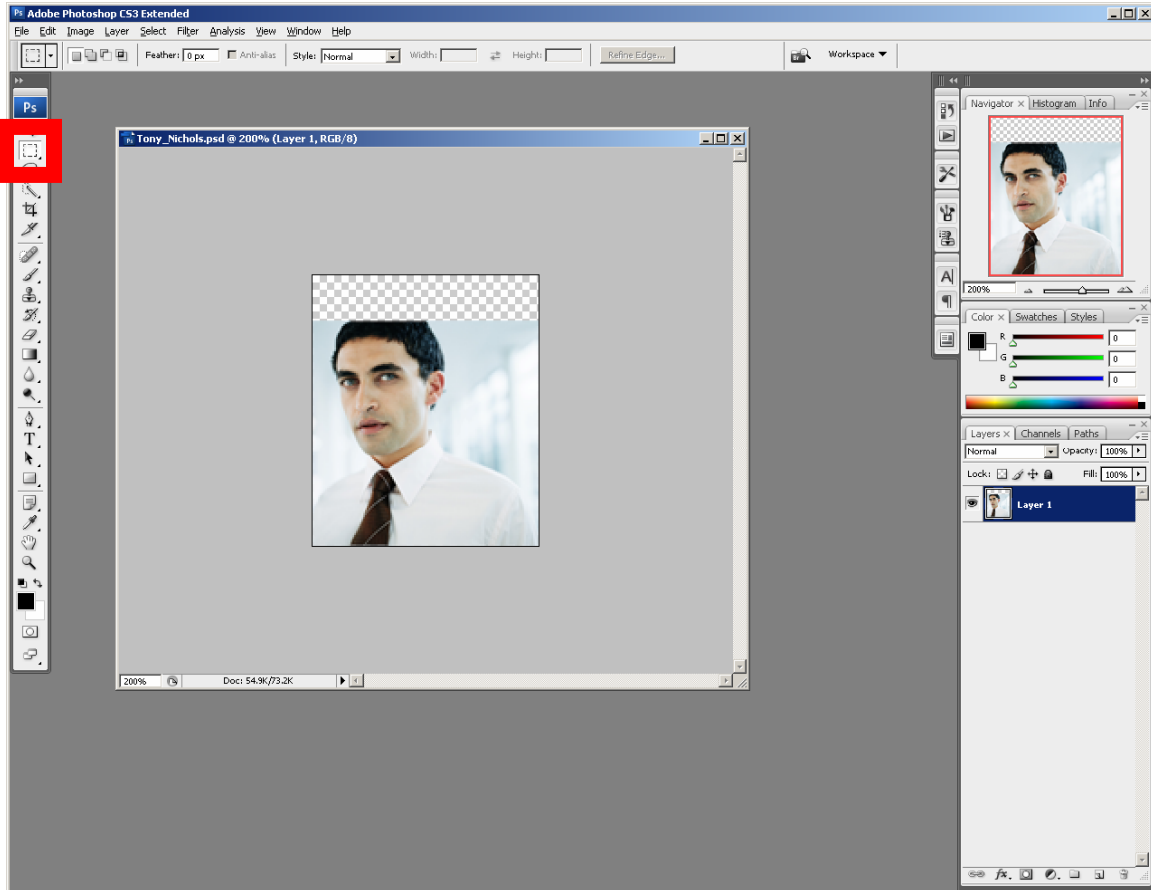 Ps Adobe Photoshop CS3 Extended
File Edit Image Layer Select Filter Analysis View Window Help
Feather: 0 px Anti-alias Style: Normal Width: Height: Refine Edge... Br Workspace
Ps
Tony_Nichols.psd @ 200% (Layer 1, RGB/8)
T
200% Doc: 54.9K/73.2K
A
Navigator × Histogram Info
200%
Color × Swatches Styles
R 0
G 0
B 0
Layers × Channels Paths
Normal Opacity: 100%
Lock: Fill: 100%
Layer 1
fx.